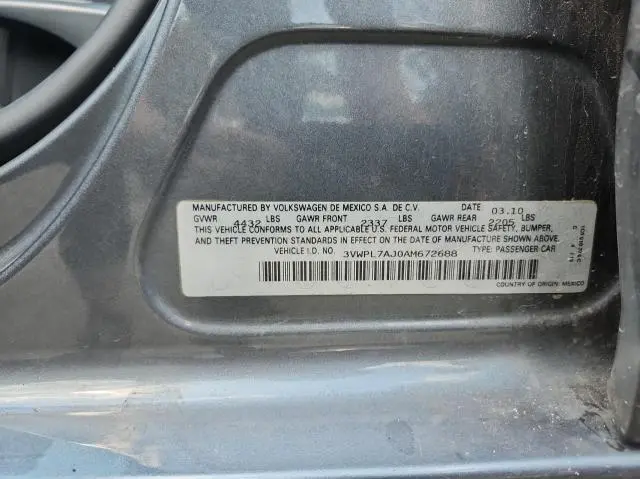 MANUFACTURED BY VOLKSWAGEN DE MEXICO S.A. DE C.V. DATE 03.10
GVWR 4432 LBS GAWR FRONT 2337 LBS GAWR REAR 2205 LBS
THIS VEHICLE CONFORMS TO ALL APPLICABLE U.S. FEDERAL MOTOR VEHICLE SAFETY, BUMPER,
AND THEFT PREVENTION STANDARDS IN EFFECT ON THE DATE OF MANUFACTURE SHOWN ABOVE.
VEHICLE I.D. NO. 3VWPL7AJ0AM672688 TYPE: PASSENGER CAR
COUNTRY OF ORIGIN: MEXICO